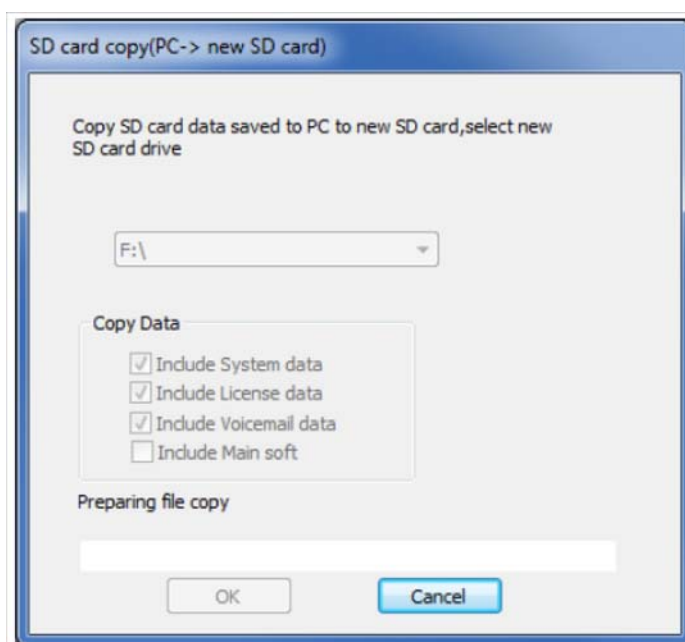 SD card copy(PC-> new SD card)
Copy SD card data saved to PC to new SD card,select new
SD card drive
F:\
Copy Data
Include System data
Include License data
Include Voicemail data
Include Main soft
Preparing file copy
OK
Cancel